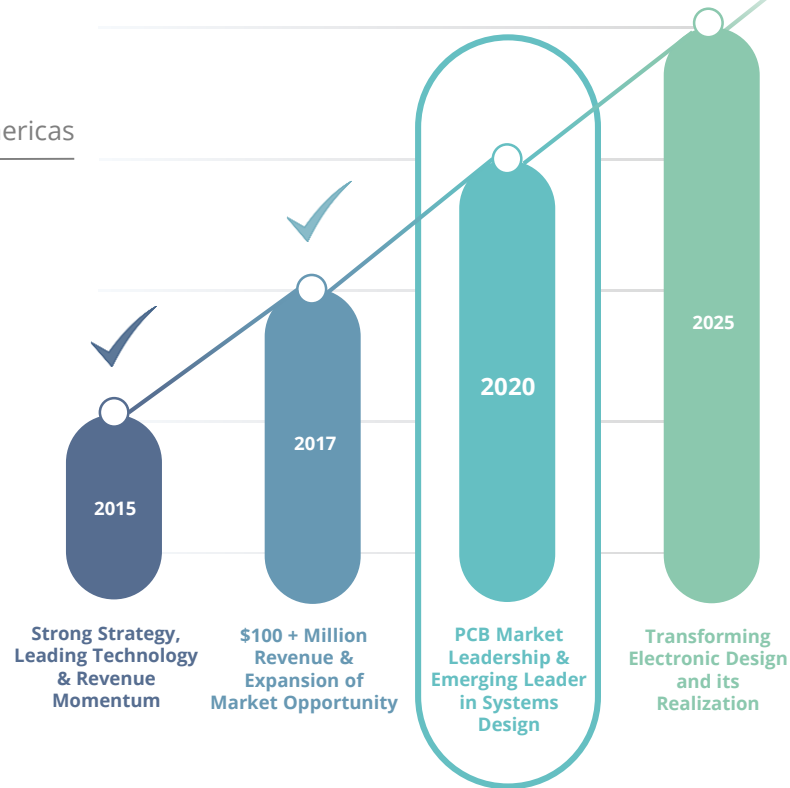 ericas
2025
2020
2017
2015
Strong Strategy,
Leading Technology
& Revenue
Momentum
$100 + Million
Revenue &
Expansion of
Market Opportunity
PCB Market
Leadership &
Emerging Leader
in Systems
Design
Transforming
Electronic Design
and its
Realization